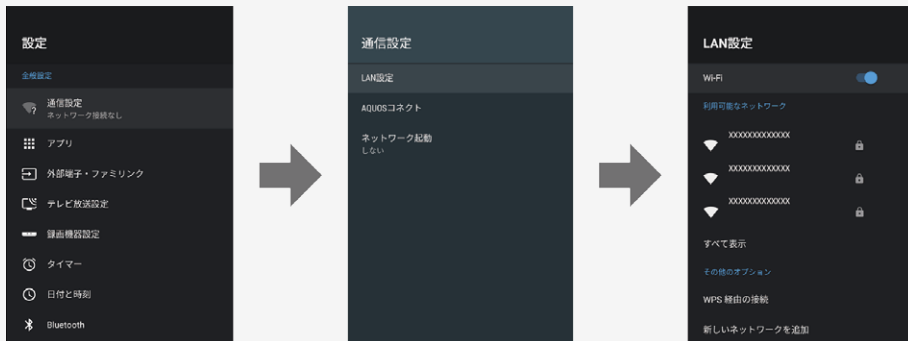 設定
全般設定
通信設定
ネットワーク接続なし
アプリ
外部端子・ファミリンク
テレビ放送設定
録画機器設定
タイマー
日付と時刻
Bluetooth
通信設定
LAN設定
AQUOSコネクト
ネットワーク起動
しない
LAN設定
Wi-Fi
利用可能なネットワーク
XXXXXXXXXXXXX
XXXXXXXXXXXXX
XXXXXXXXXXXXX
すべて表示
その他のオプション
WPS 経由の接続
新しいネットワークを追加